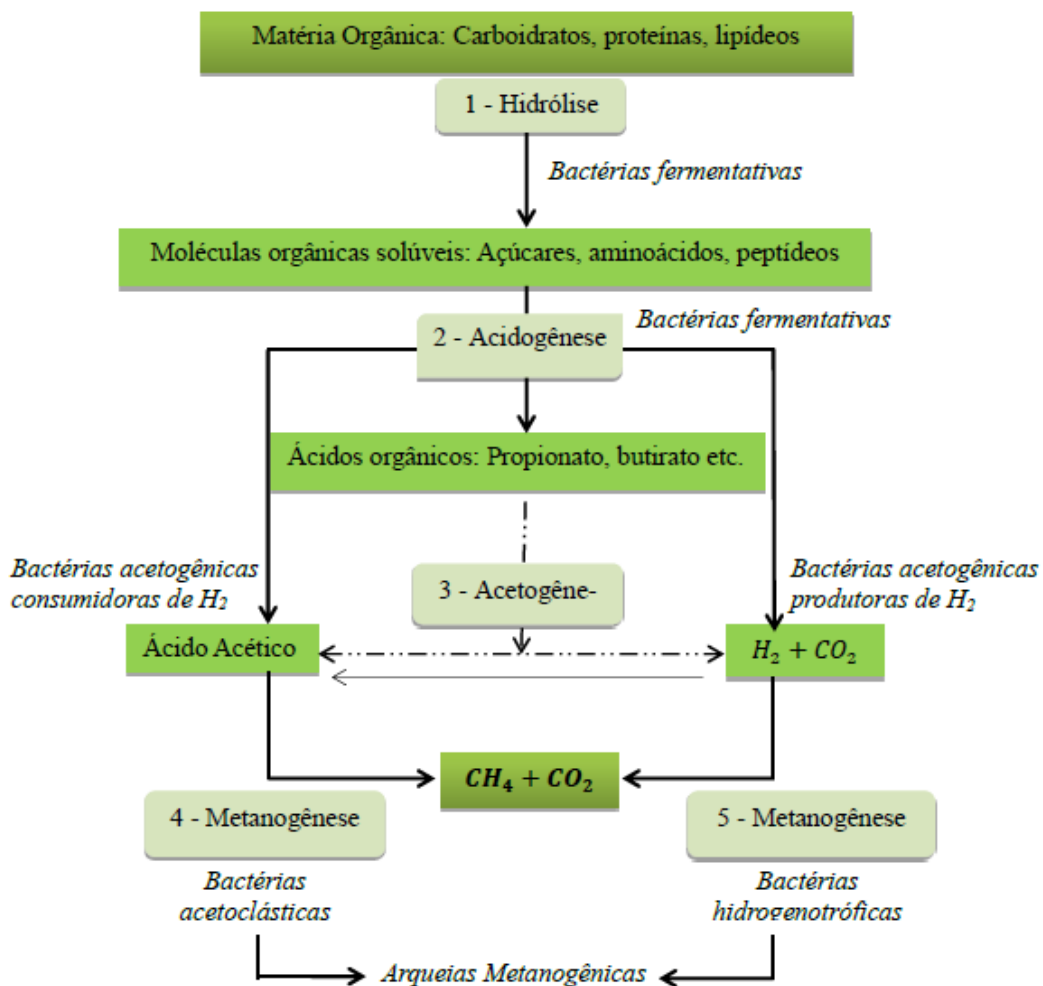 Matéria Orgânica: Carboidratos, proteínas, lipídeos
1 - Hidrólise
Bactérias fermentativas
Moléculas orgânicas solúveis: Açúcares, aminoácidos, peptídeos
Bactérias fermentativas
2 - Acidogênese
Ácidos orgânicos: Propionato, butirato etc.
Bactérias acetogênicas
consumidoras de H₂
3 - Acetogêne-
Bactérias acetogênicas
produtoras de H₂
Ácido Acético
H₂ + CO₂
CH₄ + CO₂
4 - Metanogênese
5 - Metanogênese
Bactérias
acetoclásticas
Bactérias
hidrogenotróficas
Arqueias Metanogênicas